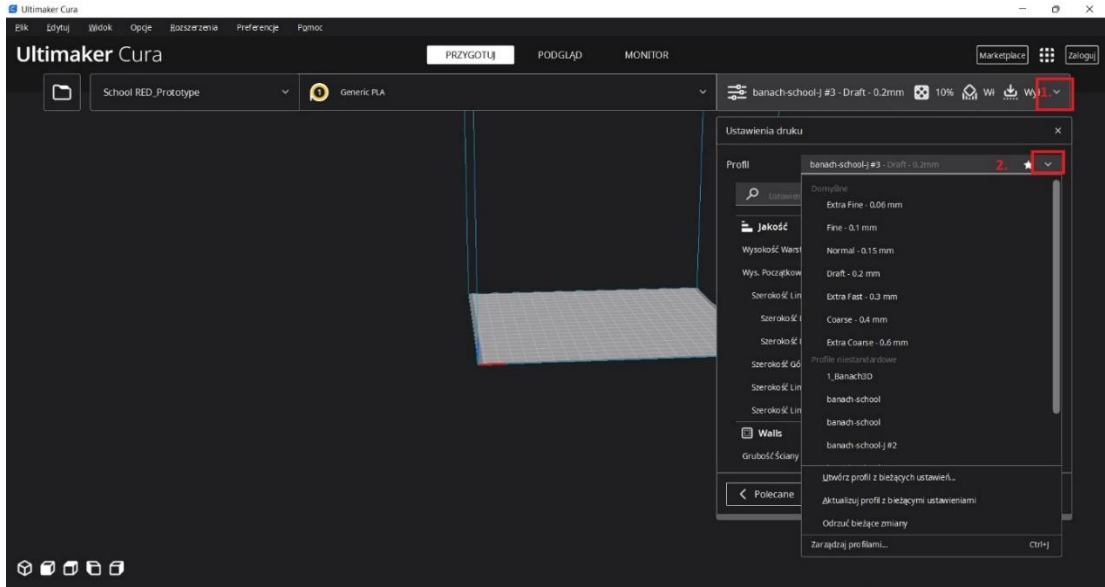 Ultimaker Cura
Plik Edytuj Widok Opcje Rozszerzenia Preferencje Pomoc
Ultimaker Cura
PRZYGOTUJ PODGLĄD MONITOR
Marketplace Zaloguj
School RED_Prototype
1 Generic PLA
banach-school-J #3 - Draft - 0.2mm 10% Wł Wył 1.
Ustawienia druku
Profil banach-school-J #3 - Draft - 0.2mm 2.
Ustawien
Domyślne
Extra Fine - 0.06 mm
Jakość Fine - 0.1 mm
Wysokość Warst Normal - 0.15 mm
Wys. Początkow Draft - 0.2 mm
Szerokość Lin Extra Fast - 0.3 mm
Szerokość Coarse - 0.4 mm
Szerokość Extra Coarse - 0.6 mm
Profile niestandardowe
Szerokość Gó 1_Banach3D
Szerokość Lin banach-school
Szerokość Lin
banach-school
Walls banach-school-J #2
Grubość Ściany
Utwórz profil z bieżących ustawień...
Polecane Aktualizuj profil z bieżącymi ustawieniami
Odrzuć bieżące zmiany
Zarządzaj profilami... Ctrl+J